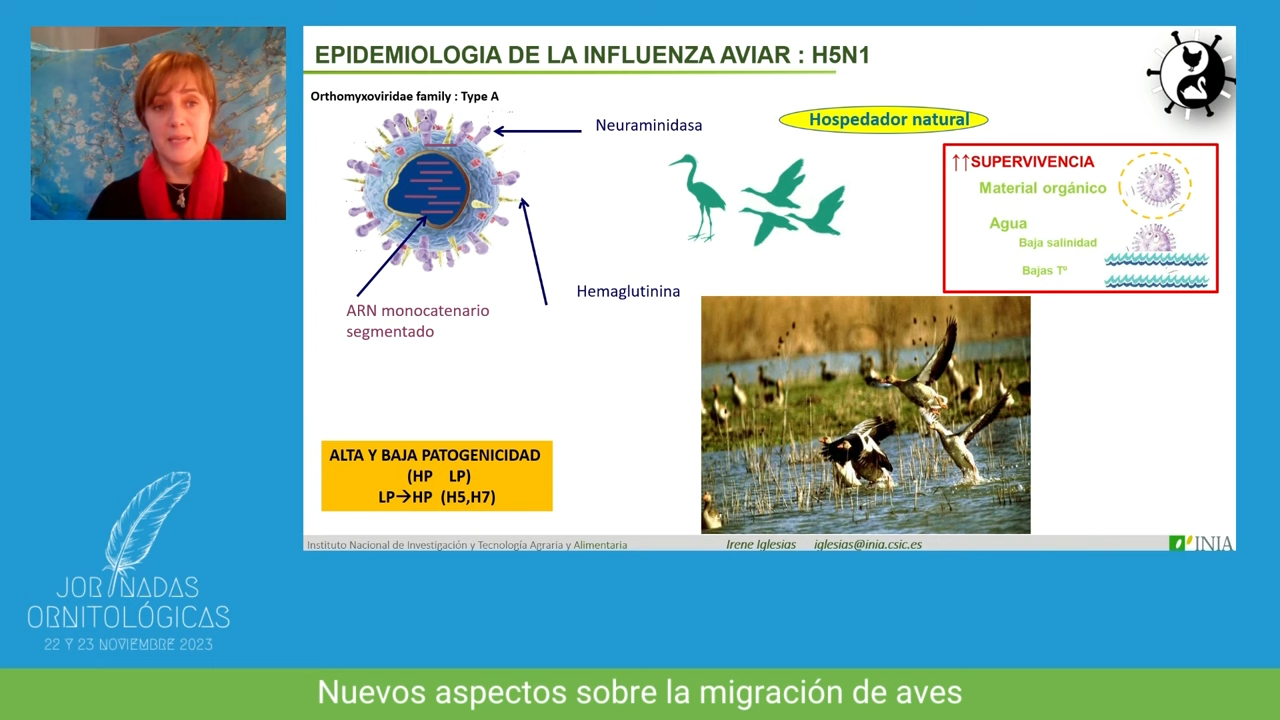 EPIDEMIOLOGIA DE LA INFLUENZA AVIAR : H5N1
Orthomyxoviridae family : Type A
Neuraminidasa
Hospedador natural
↑↑SUPERVIVENCIA
Material orgánico
Agua
Baja salinidad
Bajas Tº
Hemaglutinina
ARN monocatenario
segmentado
ALTA Y BAJA PATOGENICIDAD
(HP LP)
LP→HP (H5,H7)
Instituto Nacional de Investigación y Tecnología Agraria y Alimentaria
Irene Iglesias iglesias@inia.csic.es
INIA
JORNADAS
ORNITOLÓGICAS
22 Y 23 NOVIEMBRE 2023
Nuevos aspectos sobre la migración de aves